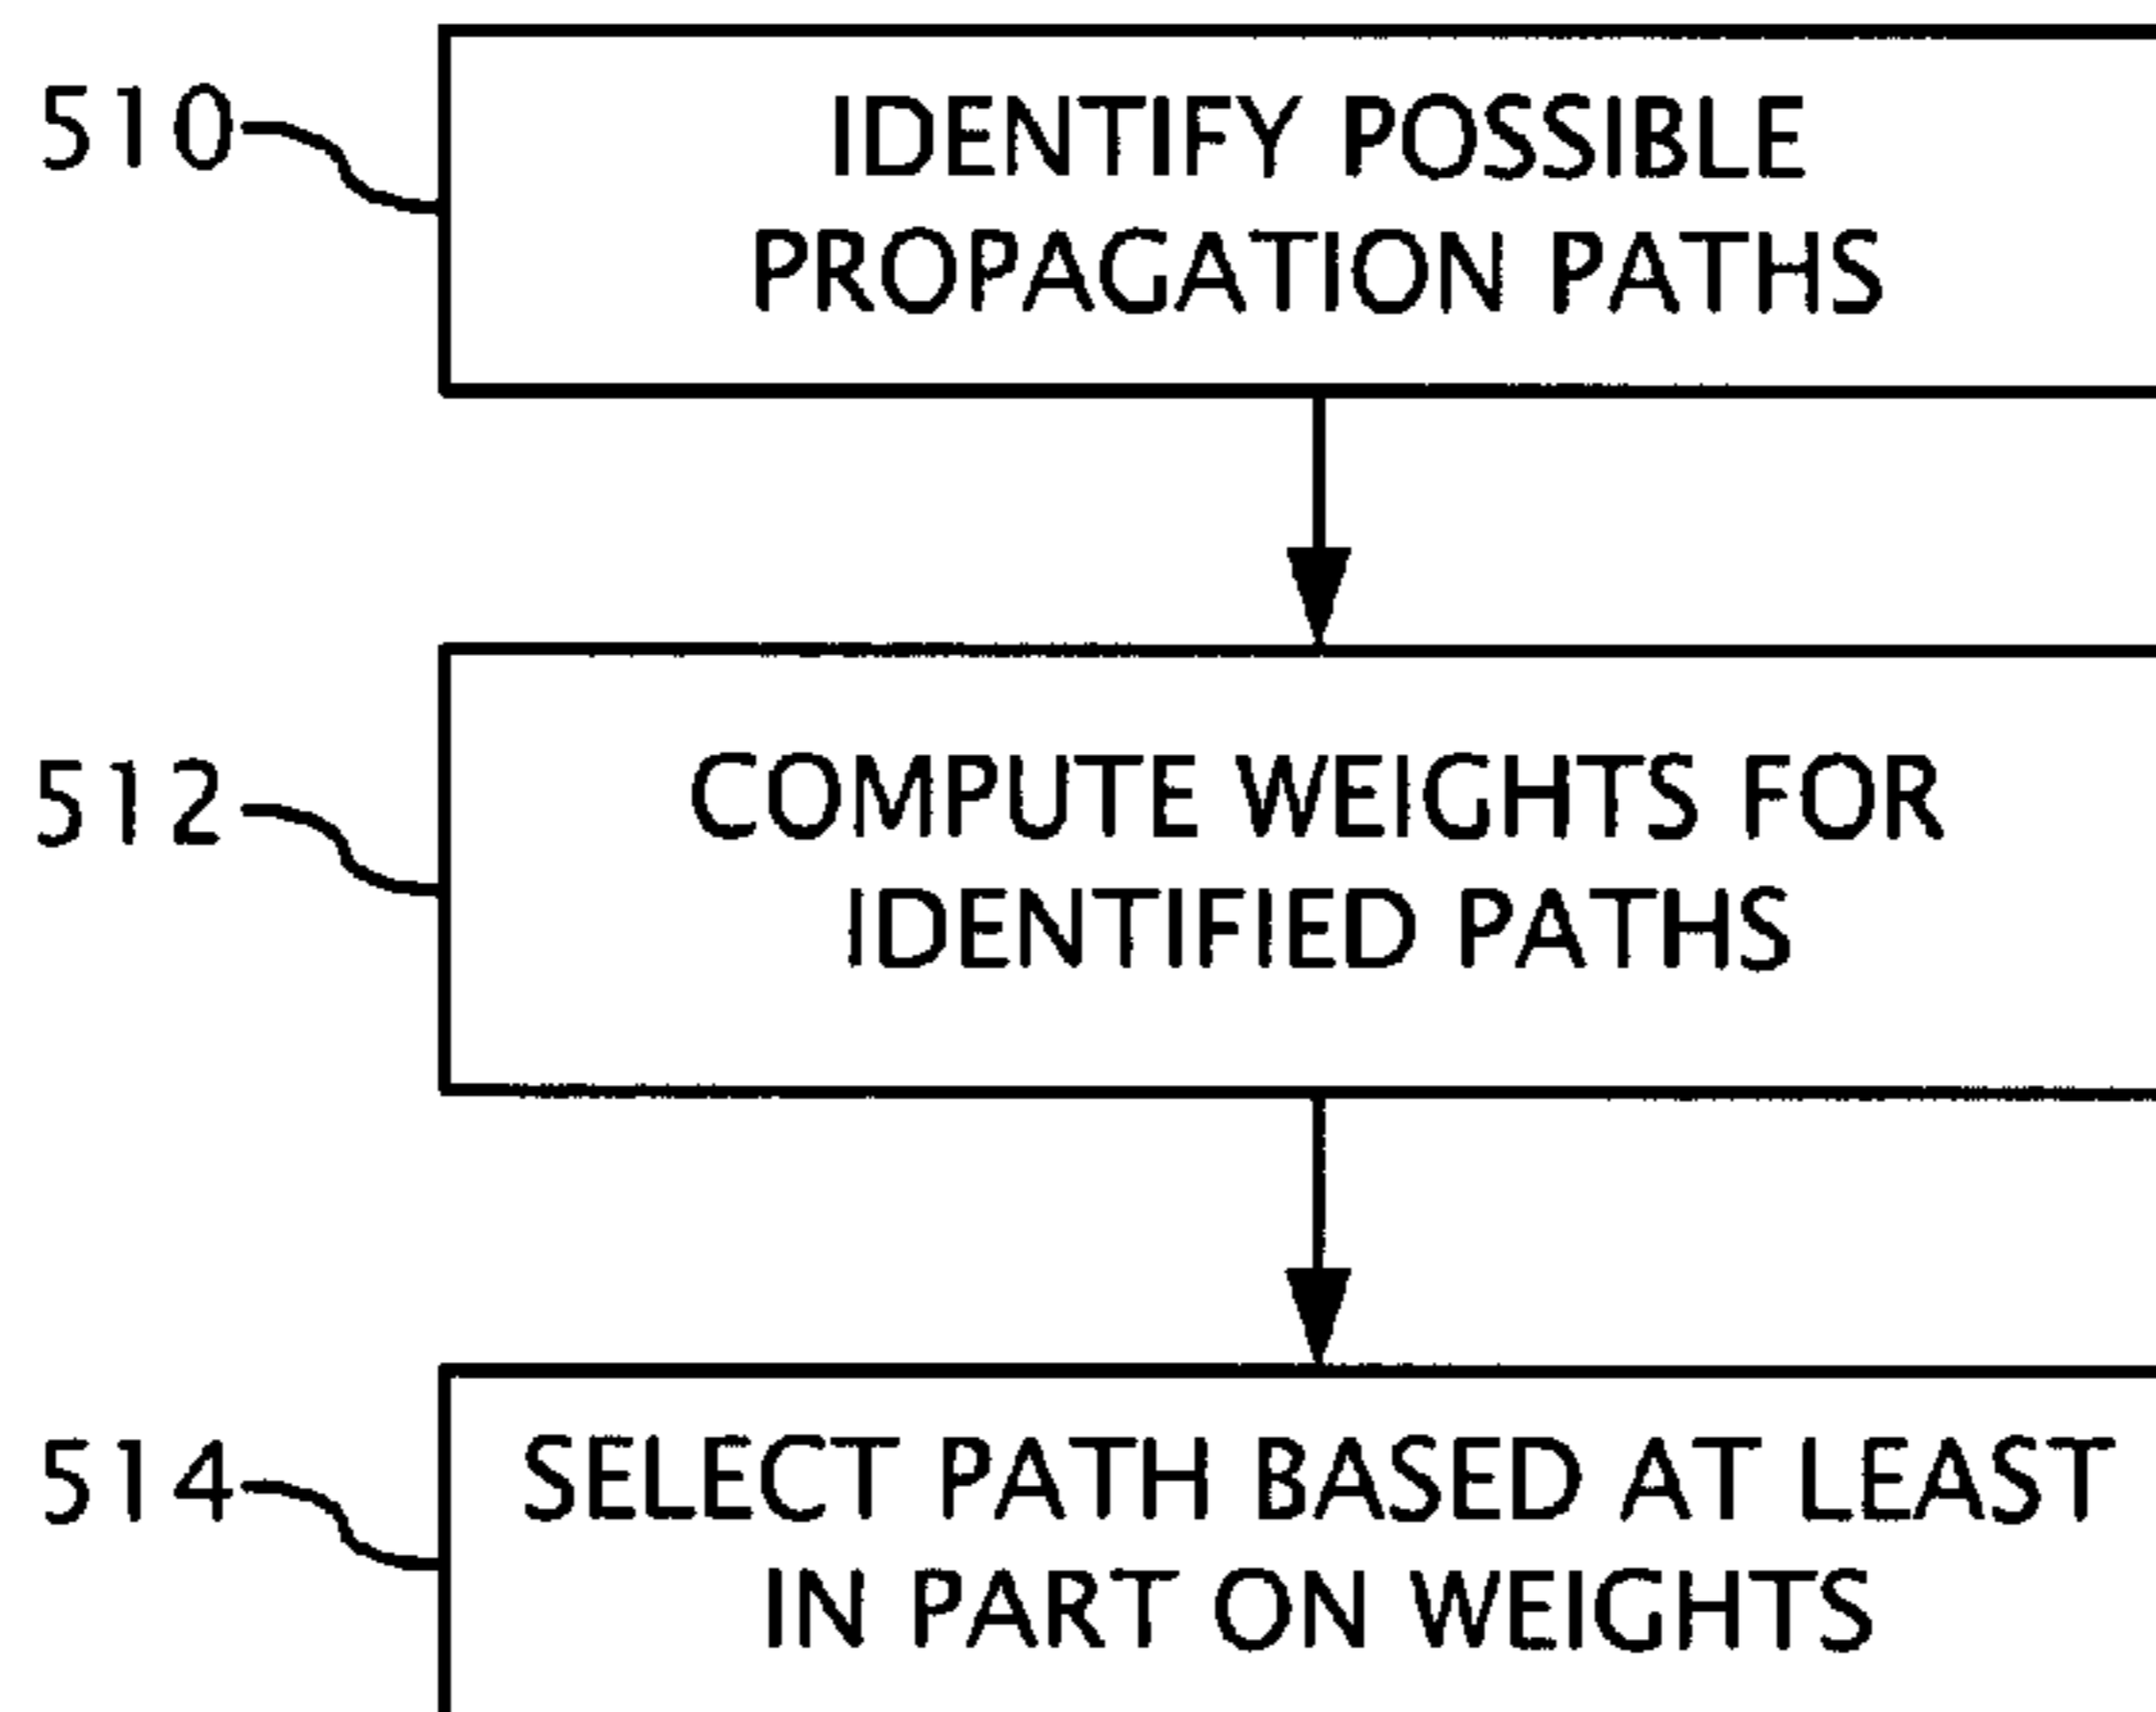 510
IDENTIFY POSSIBLE
PROPAGATION PATHS
512
COMPUTE WEIGHTS FOR
IDENTIFIED PATHS
514
SELECT PATH BASED AT LEAST
IN PART ON WEIGHTS